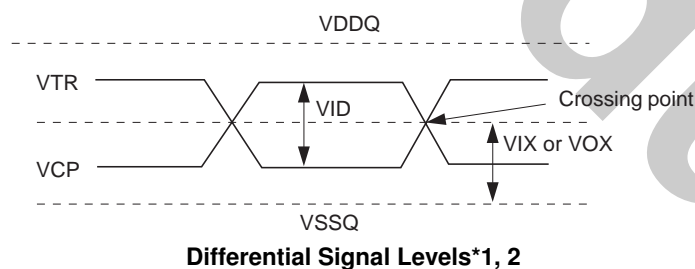 VDDQ
VTR
Crossing point
VID
VIX or VOX
VCP
VSSQ
Differential Signal Levels*1, 2